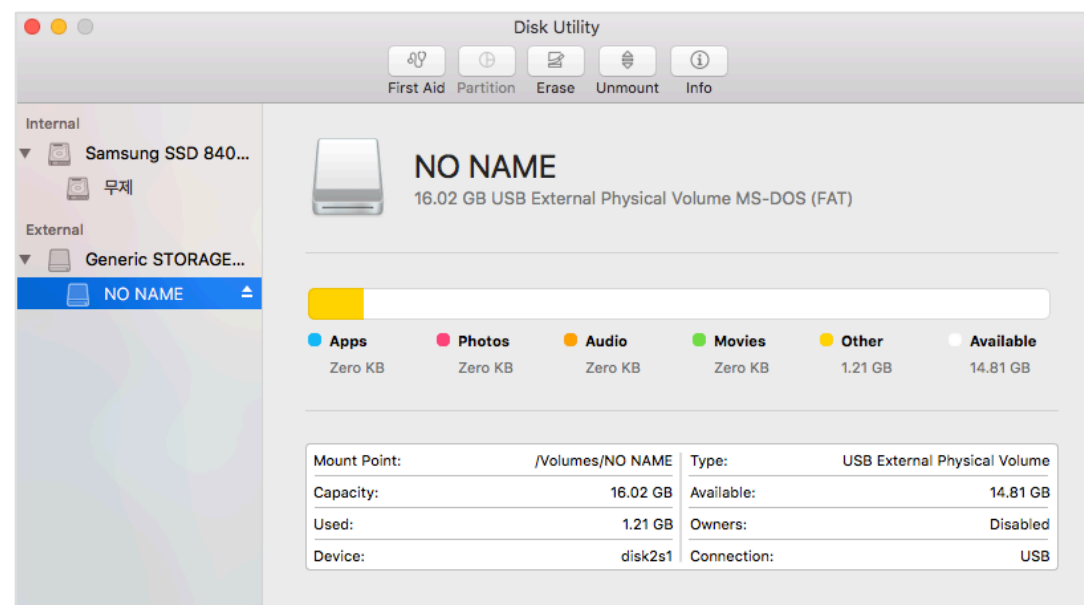 Disk Utility
First Aid Partition Erase Unmount Info
Internal
Samsung SSD 840...
무제
External
Generic STORAGE...
NO NAME
NO NAME
16.02 GB USB External Physical Volume MS-DOS (FAT)
Apps Photos Audio Movies Other Available
Zero KB Zero KB Zero KB Zero KB 1.21 GB 14.81 GB
Mount Point: /Volumes/NO NAME Type: USB External Physical Volume
Capacity: 16.02 GB Available: 14.81 GB
Used: 1.21 GB Owners: Disabled
Device: disk2s1 Connection: USB